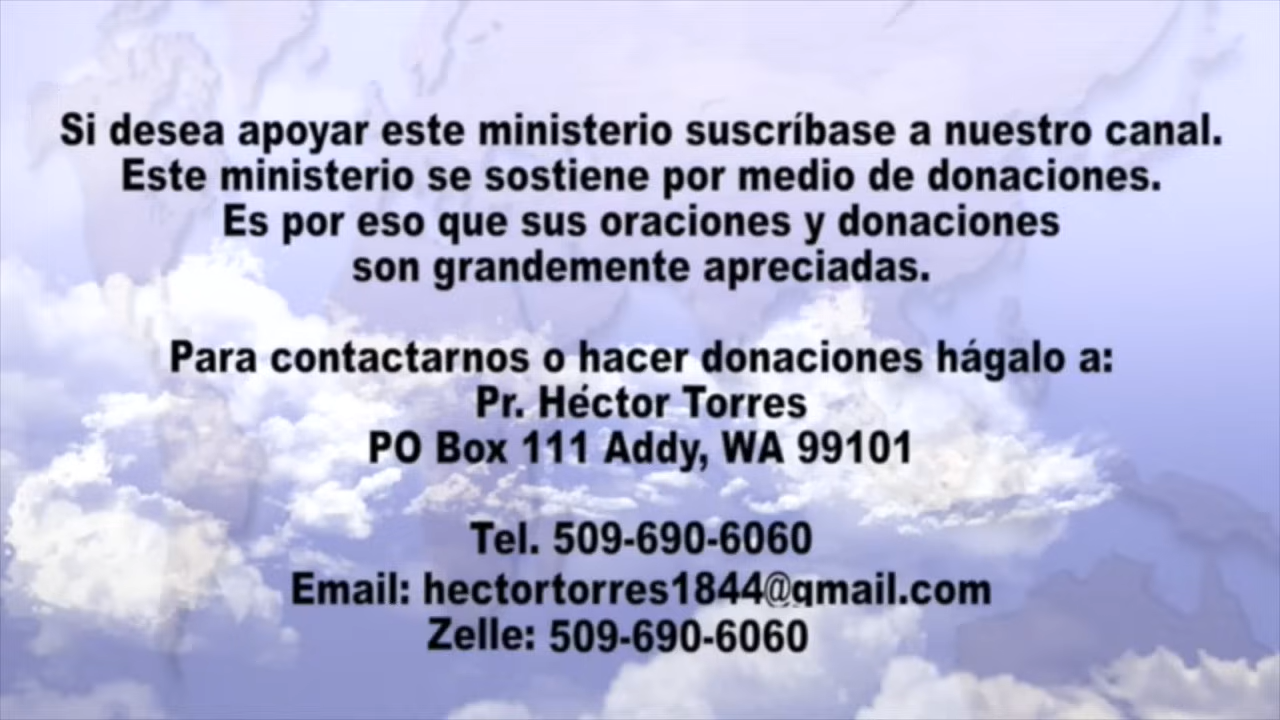 Si desea apoyar este ministerio suscríbase a nuestro canal.
Este ministerio se sostiene por medio de donaciones.
Es por eso que sus oraciones y donaciones
son grandemente apreciadas.
Para contactarnos o hacer donaciones hágalo a:
Pr. Héctor Torres
PO Box 111 Addy, WA 99101
Tel. 509-690-6060
Email: hectortorres1844@gmail.com
Zelle: 509-690-6060